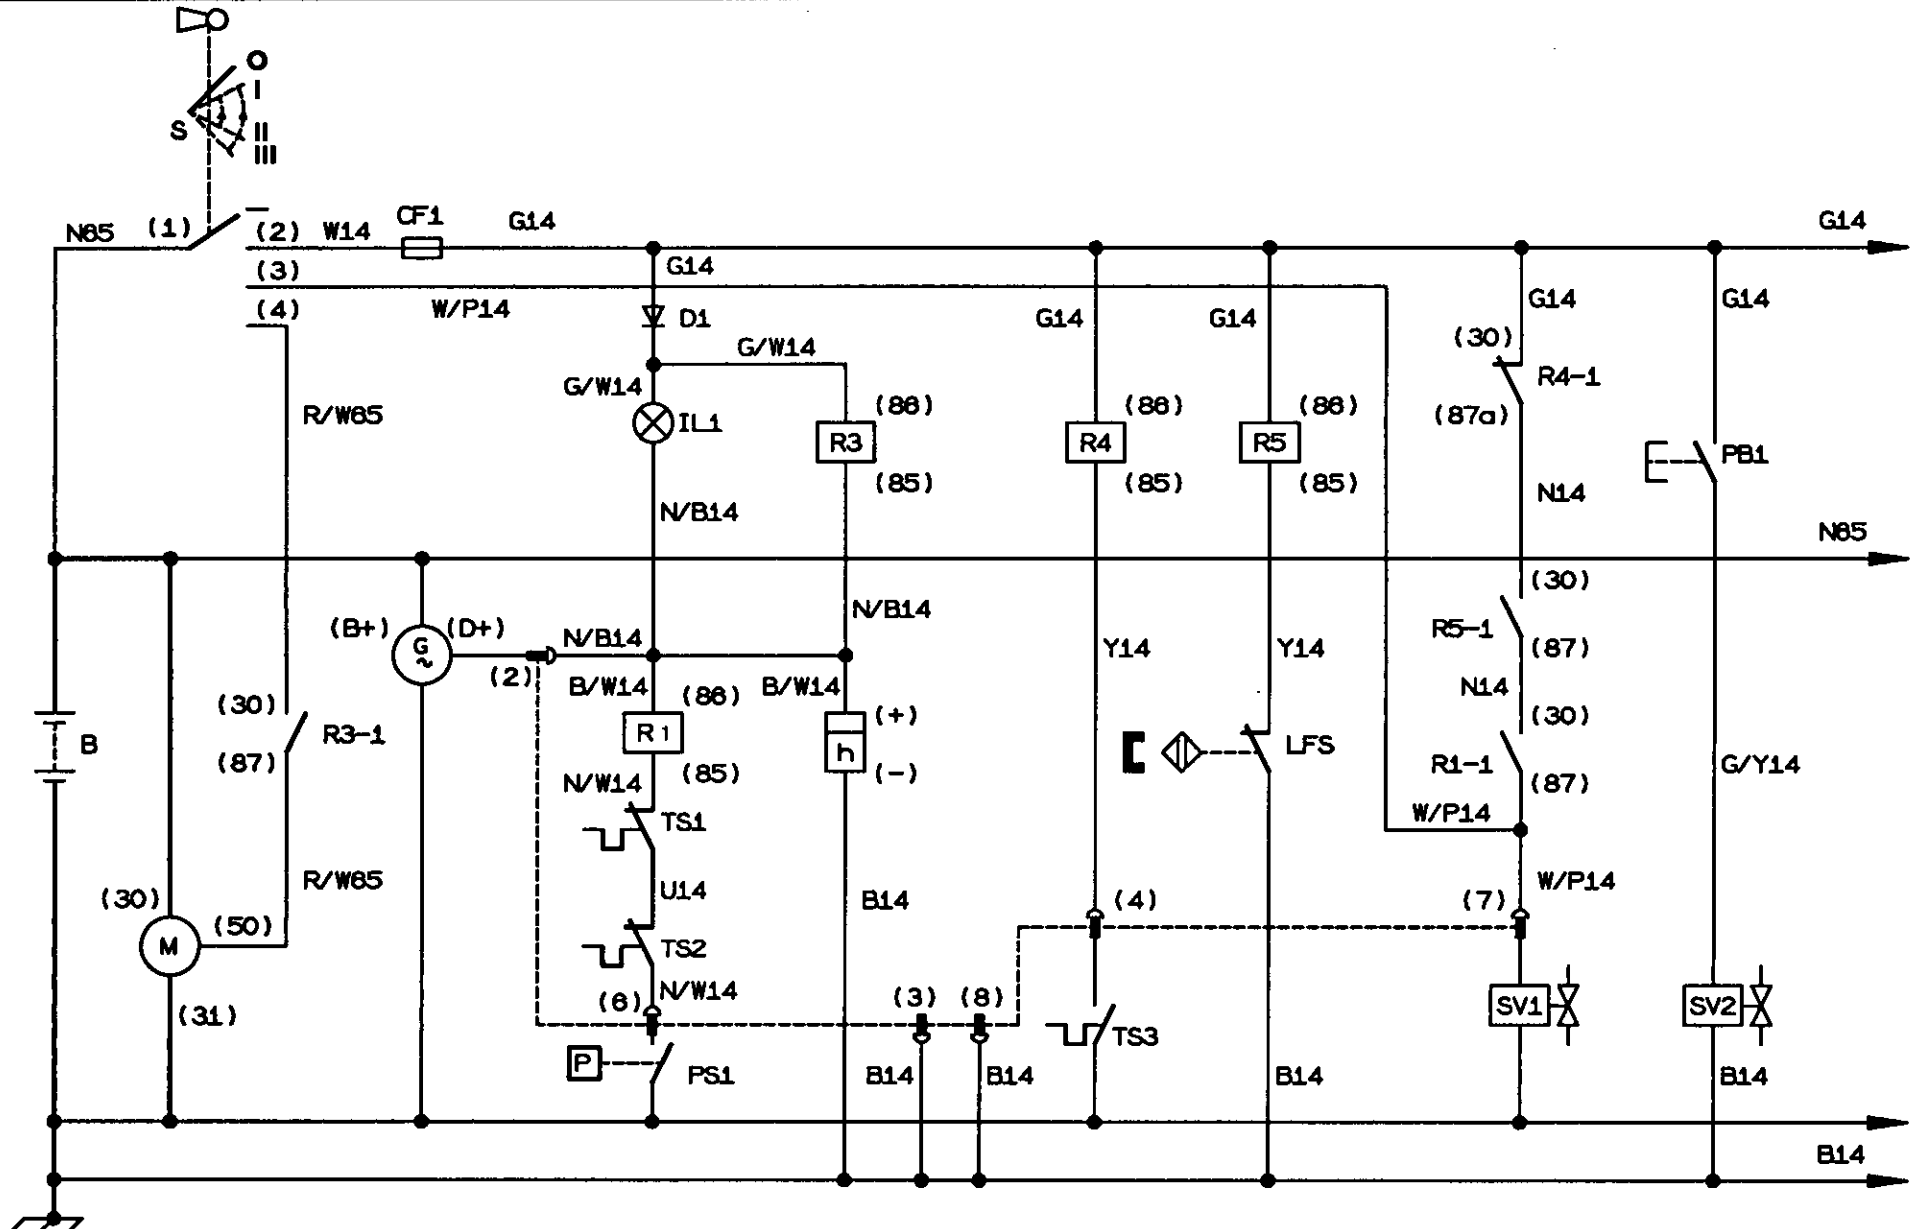 O
I
S
II
III
N65 (1) (2) W14 CF1 G14 G14
(3) G14
(4) W/P14 D1 G14 G14 G14 G14
G/W14 (30)
G/W14 R4-1
R/W65 IL1 (86) (86) (86) (87a)
R3 R4 R5 PB1
(85) (85) (85)
N/B14 N14
N65
(30)
N/B14
(B+) G (D+) N/B14 R5-1
(2) Y14 Y14 (87)
B/W14 (86) B/W14 N14
(30) (+) (30)
B R3-1 R1 h LFS
(87) (85) (-) R1-1 G/Y14
N/W14 (87)
TS1 W/P14
R/W65 U14 W/P14
(30) B14 (4) (7)
(50)
M TS2
(6) N/W14 (3) (8)
(31) SV1 SV2
TS3
P PS1 B14 B14 B14 B14
B14